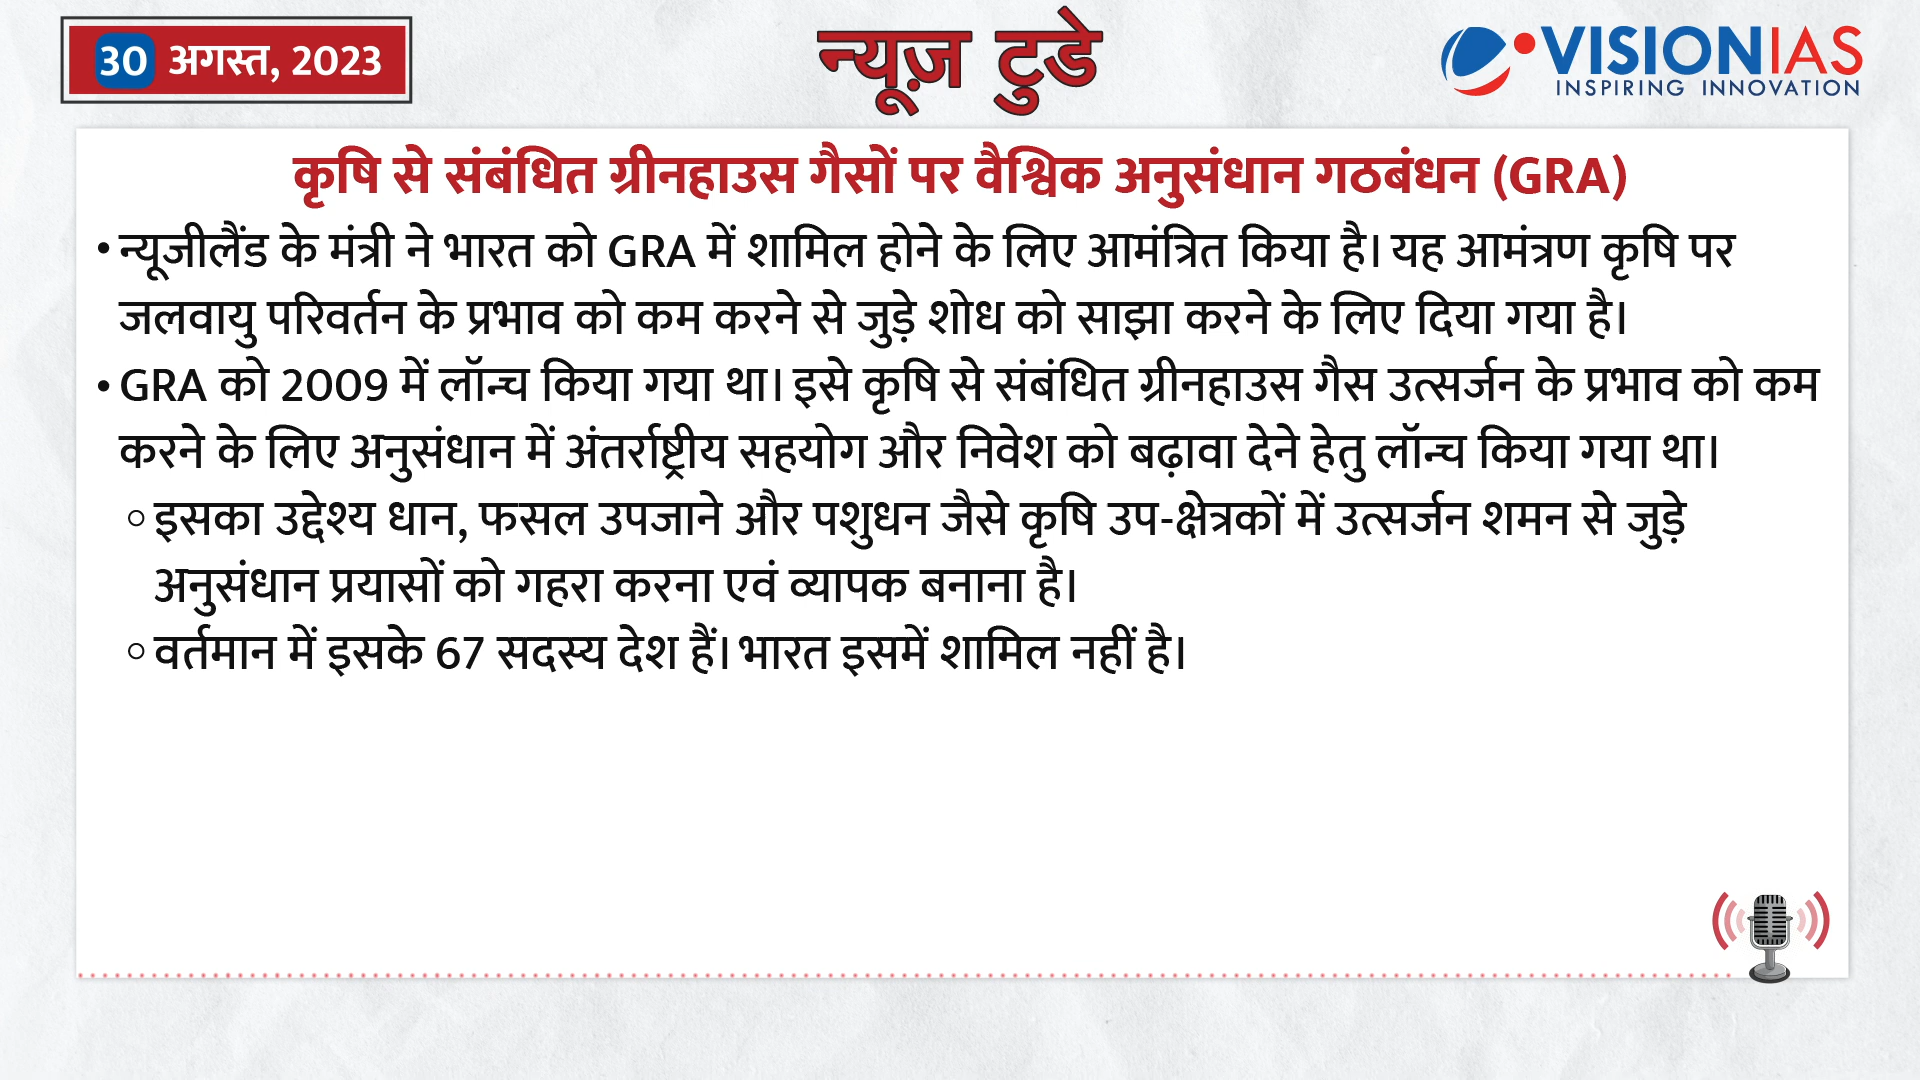 30 अगस्त, 2023
न्यूज़ टुडे
VISIONIAS
INSPIRING INNOVATION
कृषि से संबंधित ग्रीनहाउस गैसों पर वैश्विक अनुसंधान गठबंधन (GRA)
• न्यूजीलैंड के मंत्री ने भारत को GRA में शामिल होने के लिए आमंत्रित किया है। यह आमंत्रण कृषि पर
जलवायु परिवर्तन के प्रभाव को कम करने से जुड़े शोध को साझा करने के लिए दिया गया है।
• GRA को 2009 में लॉन्च किया गया था। इसे कृषि से संबंधित ग्रीनहाउस गैस उत्सर्जन के प्रभाव को कम
करने के लिए अनुसंधान में अंतर्राष्ट्रीय सहयोग और निवेश को बढ़ावा देने हेतु लॉन्च किया गया था।
○ इसका उद्देश्य धान, फसल उपजाने और पशुधन जैसे कृषि उप-क्षेत्रकों में उत्सर्जन शमन से जुड़े
अनुसंधान प्रयासों को गहरा करना एवं व्यापक बनाना है।
○ वर्तमान में इसके 67 सदस्य देश हैं। भारत इसमें शामिल नहीं है।